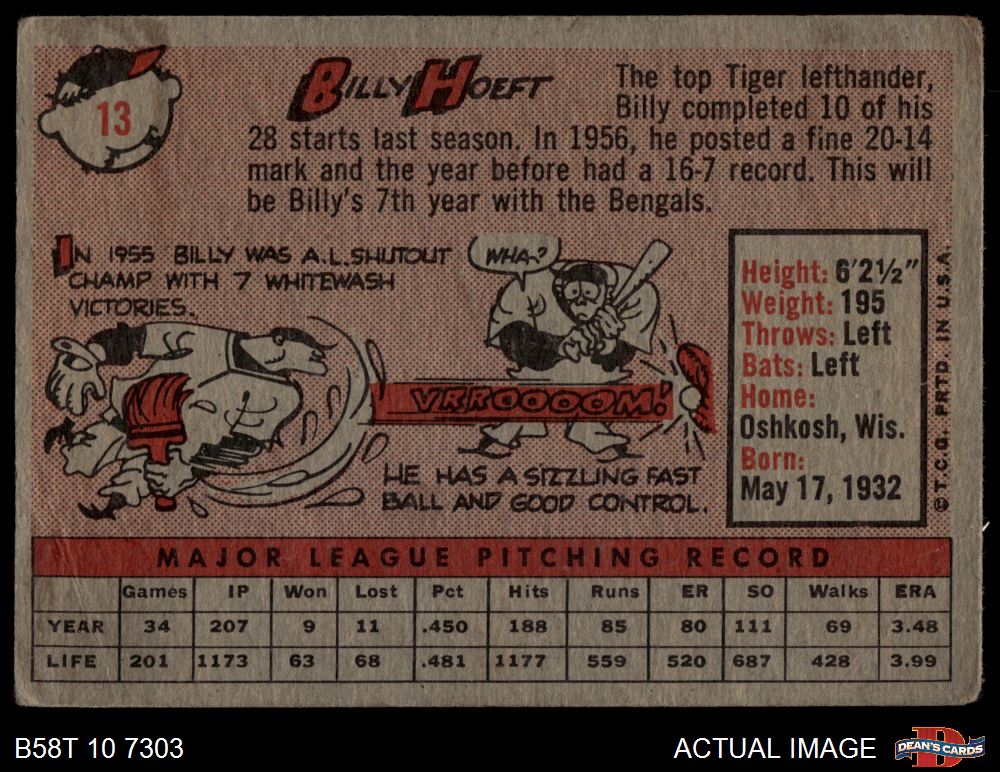 13
BILLY HOEFT
The top Tiger lefthander,
Billy completed 10 of his
28 starts last season. In 1956, he posted a fine 20-14
mark and the year before had a 16-7 record. This will
be Billy's 7th year with the Bengals.
IN 1955 BILLY WAS A.L. SHUTOUT
CHAMP WITH 7 WHITEWASH
VICTORIES.
WHA-?
VRROOOOM!
HE HAS A SIZZLING FAST
BALL AND GOOD CONTROL.
Height: 6'2½"
Weight: 195
Throws: Left
Bats: Left
Home:
Oshkosh, Wis.
Born:
May 17, 1932
© T.C.G. PRTD. IN U.S.A.
MAJOR LEAGUE PITCHING RECORD
Games IP Won Lost Pct Hits Runs ER SO Walks ERA
YEAR 34 207 9 11 .450 188 85 80 111 69 3.48
LIFE 201 1173 63 68 .481 1177 559 520 687 428 3.99
B58T 10 7303
ACTUAL IMAGE
D
DEAN'S CARDS